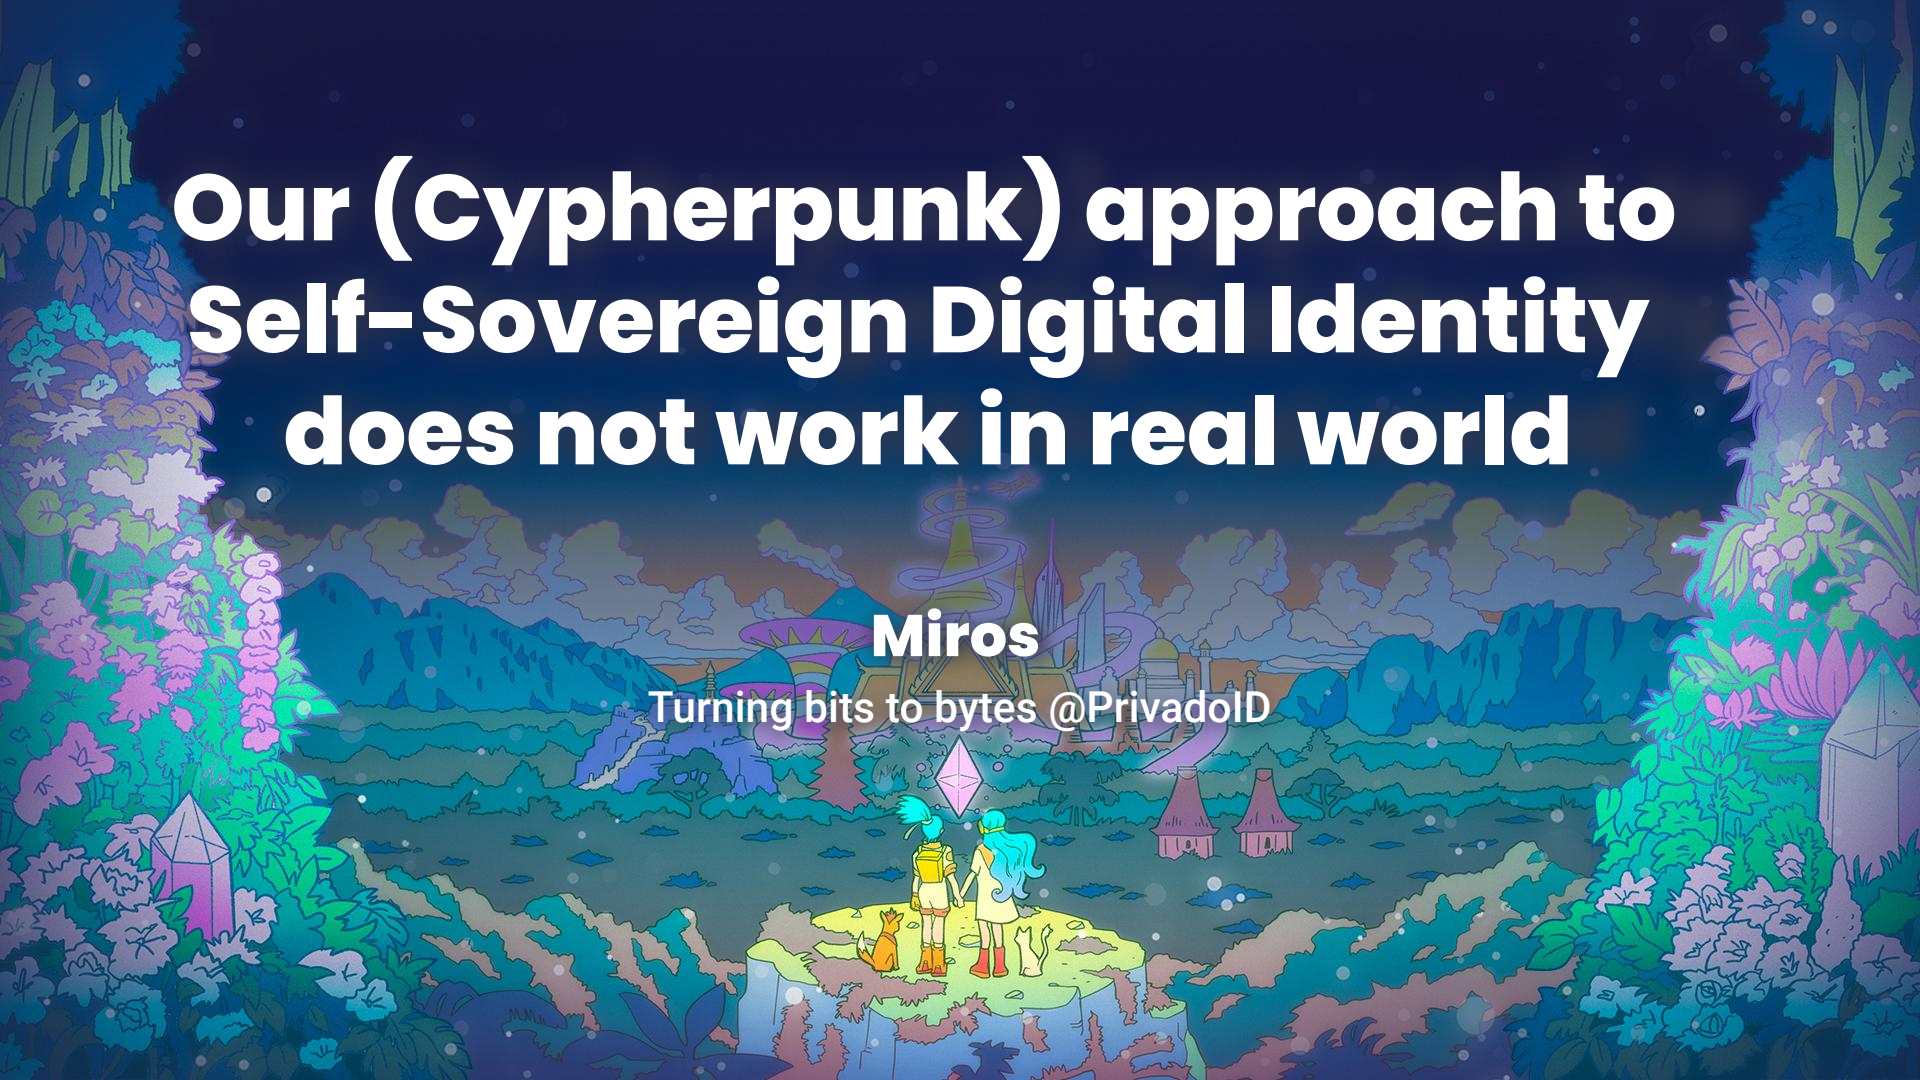 Our (Cypherpunk) approach to
Self-Sovereign Digital Identity
does not work in real world
Miros
Turning bits to bytes @PrivadoID